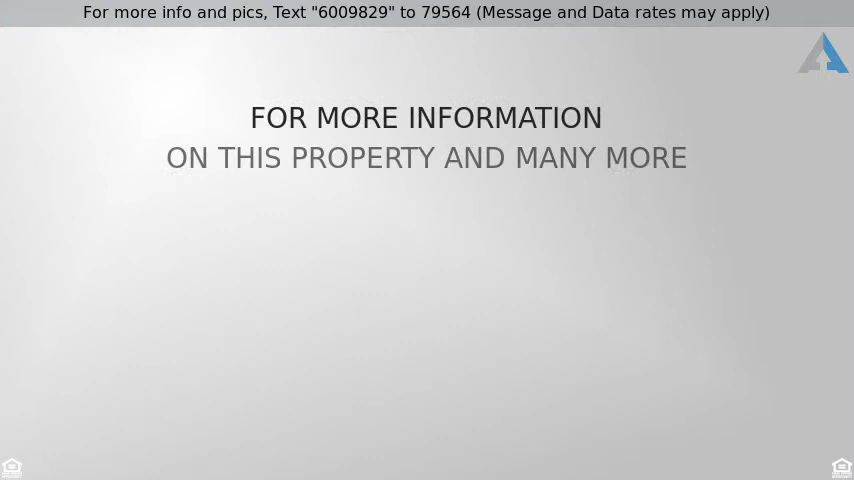 For more info and pics, Text "6009829" to 79564 (Message and Data rates may apply)
FOR MORE INFORMATION
ON THIS PROPERTY AND MANY MORE